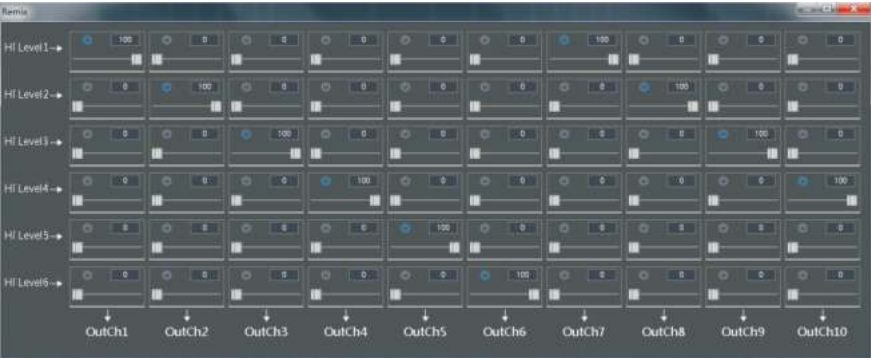 Remix
HI Level1→ 100 0 0 0 0 0 100 0 0 0
HI Level2→ 0 100 0 0 0 0 0 100 0 0
HI Level3→ 0 0 100 0 0 0 0 0 100 0
HI Level4→ 0 0 0 100 0 0 0 0 0 100
HI Level5→ 0 0 0 0 100 0 0 0 0 0
HI Level6→ 0 0 0 0 0 100 0 0 0 0
OutCh1 OutCh2 OutCh3 OutCh4 OutCh5 OutCh6 OutCh7 OutCh8 OutCh9 OutCh10